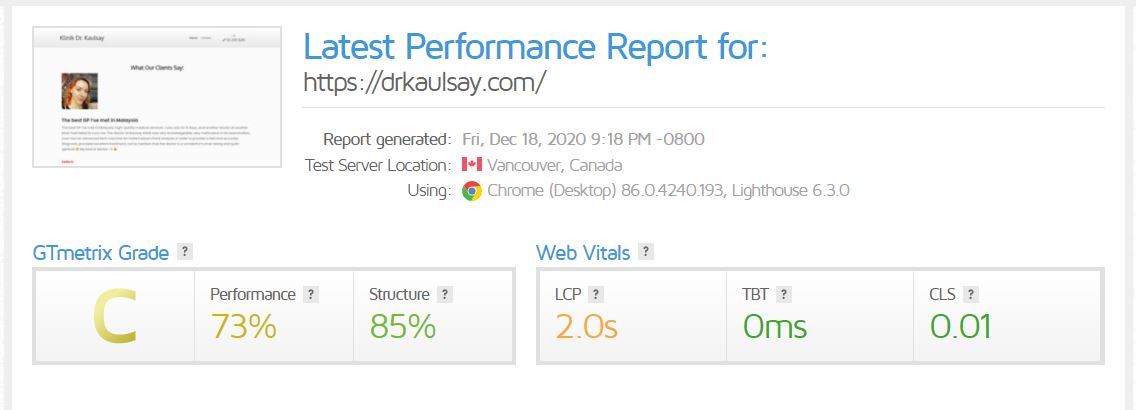 Klinik Dr. Kaulsay
What Our Clients Say:
The best GP I've met in Malaysia
Latest Performance Report for:
https://drkaulsay.com/
Report generated: Fri, Dec 18, 2020 9:18 PM -0800
Test Server Location: Vancouver, Canada
Using: Chrome (Desktop) 86.0.4240.193, Lighthouse 6.3.0
GTmetrix Grade ?
Web Vitals ?
C
Performance ?
73%
Structure ?
85%
LCP ?
2.0s
TBT ?
0ms
CLS ?
0.01